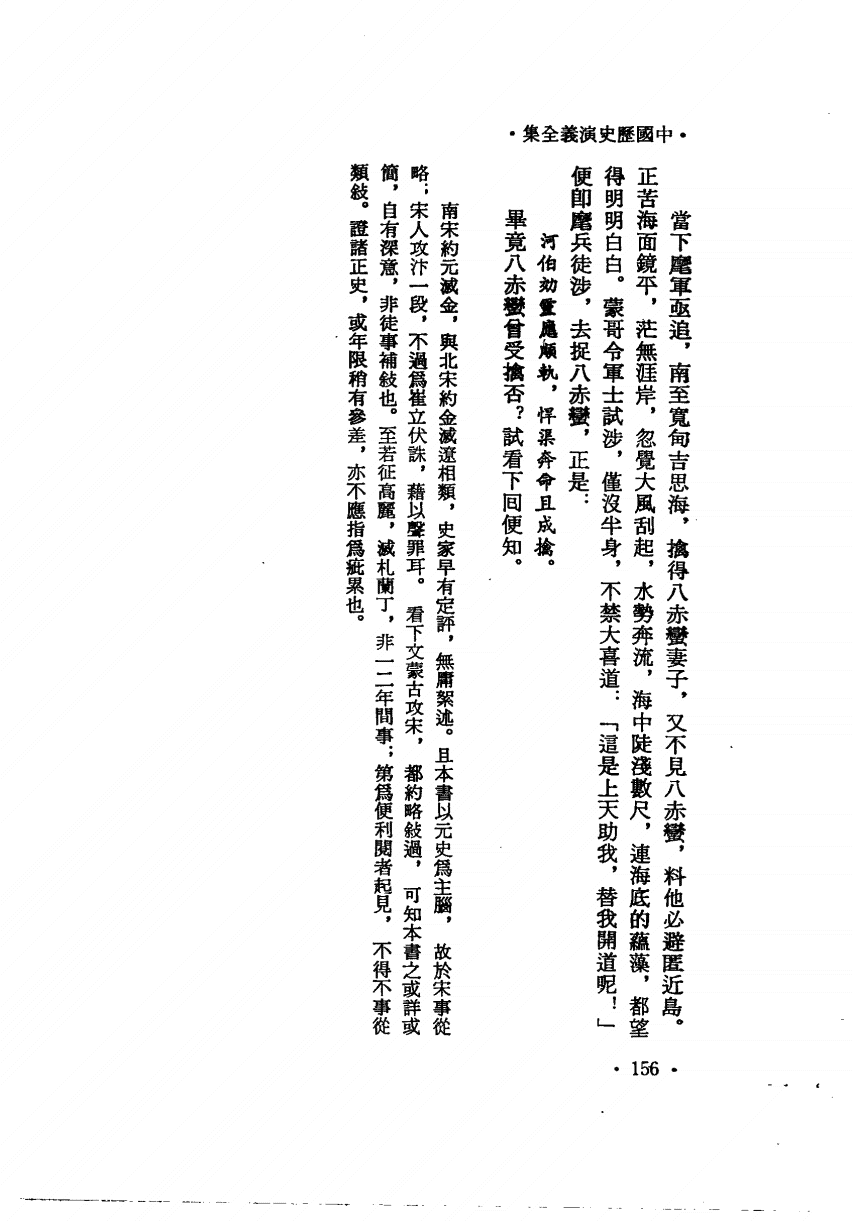 ·中國歷史演義全集·
當下麾軍亟追，南至寬甸吉思海，擒得八赤蠻妻子，又不見八赤蠻，料他必避匿近島。
正苦海面鏡平，茫無涯岸，忽覺大風刮起，水勢奔流，海中陡淺數尺，連海底的蘊藻，都望
得明明白白。蒙哥令軍士試涉，僅沒半身，不禁大喜道：「這是上天助我，替我開道呢！」
便即麾兵徒涉，去捉八赤蠻，正是：
河伯効靈應順軌，悍渠奔命且成擒。
畢竟八赤蠻曾受擒否？試看下回便知。
南宋約元滅金，與北宋約金滅遼相類，史家早有定評，無庸絮述。且本書以元史爲主腦，故於宋事從
略；宋人攻汴一段，不過爲崔立伏誅，藉以聲罪耳。看下文蒙古攻宋，都約略敍過，可知本書之或詳或
簡，自有深意，非徒事補敍也。至若征高麗，滅札蘭丁，非一二年間事；第爲便利閱者起見，不得不事從
類敍。證諸正史，或年限稍有參差，亦不應指爲疵累也。
·156·